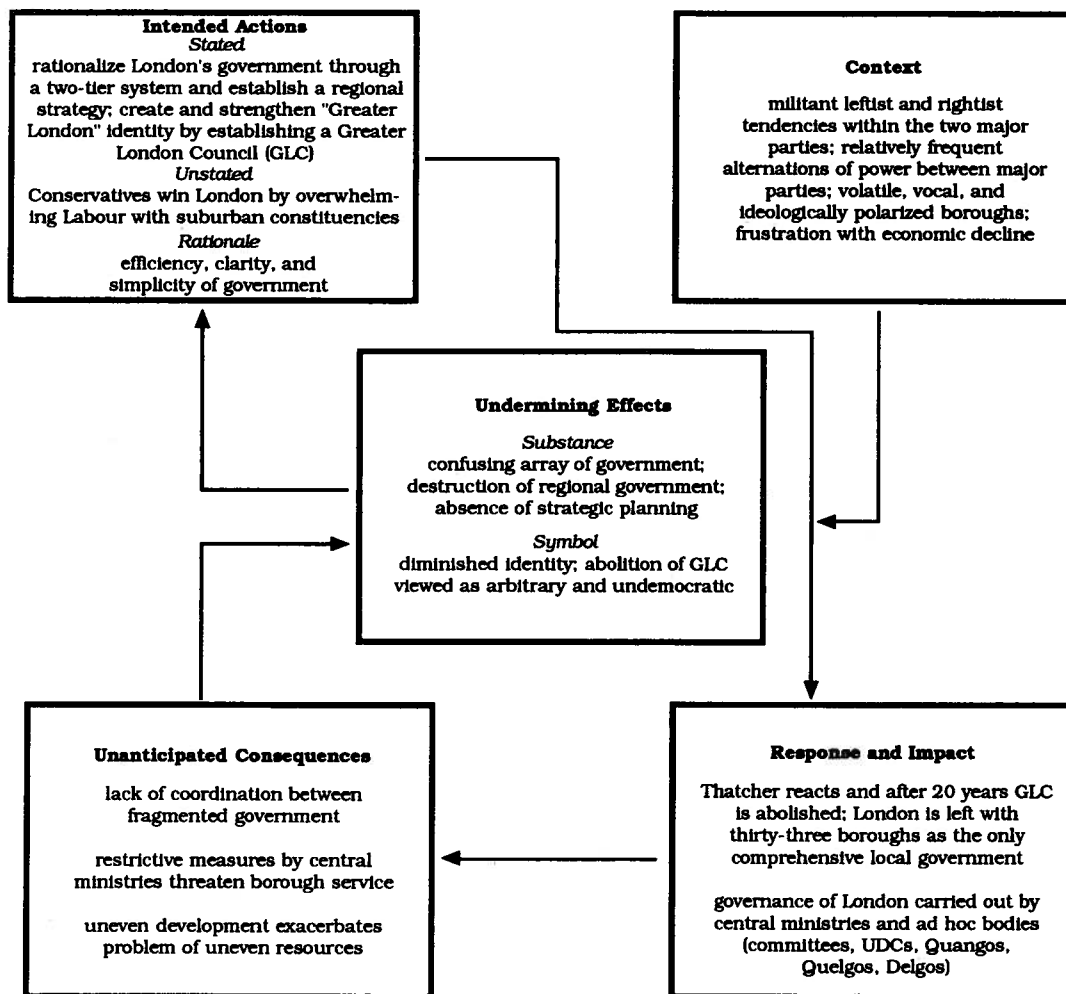 Intended Actions
Stated
rationalize London's government through
a two-tier system and establish a regional
strategy; create and strengthen "Greater
London" identity by establishing a Greater
London Council (GLC)
Unstated
Conservatives win London by overwhelm-
ing Labour with suburban constituencies
Rationale
efficiency, clarity, and
simplicity of government
Context
militant leftist and rightist
tendencies within the two major
parties; relatively frequent
alternations of power between major
parties; volatile, vocal, and
ideologically polarized boroughs;
frustration with economic decline
Undermining Effects
Substance
confusing array of government;
destruction of regional government;
absence of strategic planning
Symbol
diminished identity; abolition of GLC
viewed as arbitrary and undemocratic
Unanticipated Consequences
lack of coordination between
fragmented government
restrictive measures by central
ministries threaten borough service
uneven development exacerbates
problem of uneven resources
Response and Impact
Thatcher reacts and after 20 years GLC
is abolished; London is left with
thirty-three boroughs as the only
comprehensive local government
governance of London carried out by
central ministries and ad hoc bodies
(committees, UDCs, Quangos,
Quelgos, Delgos)